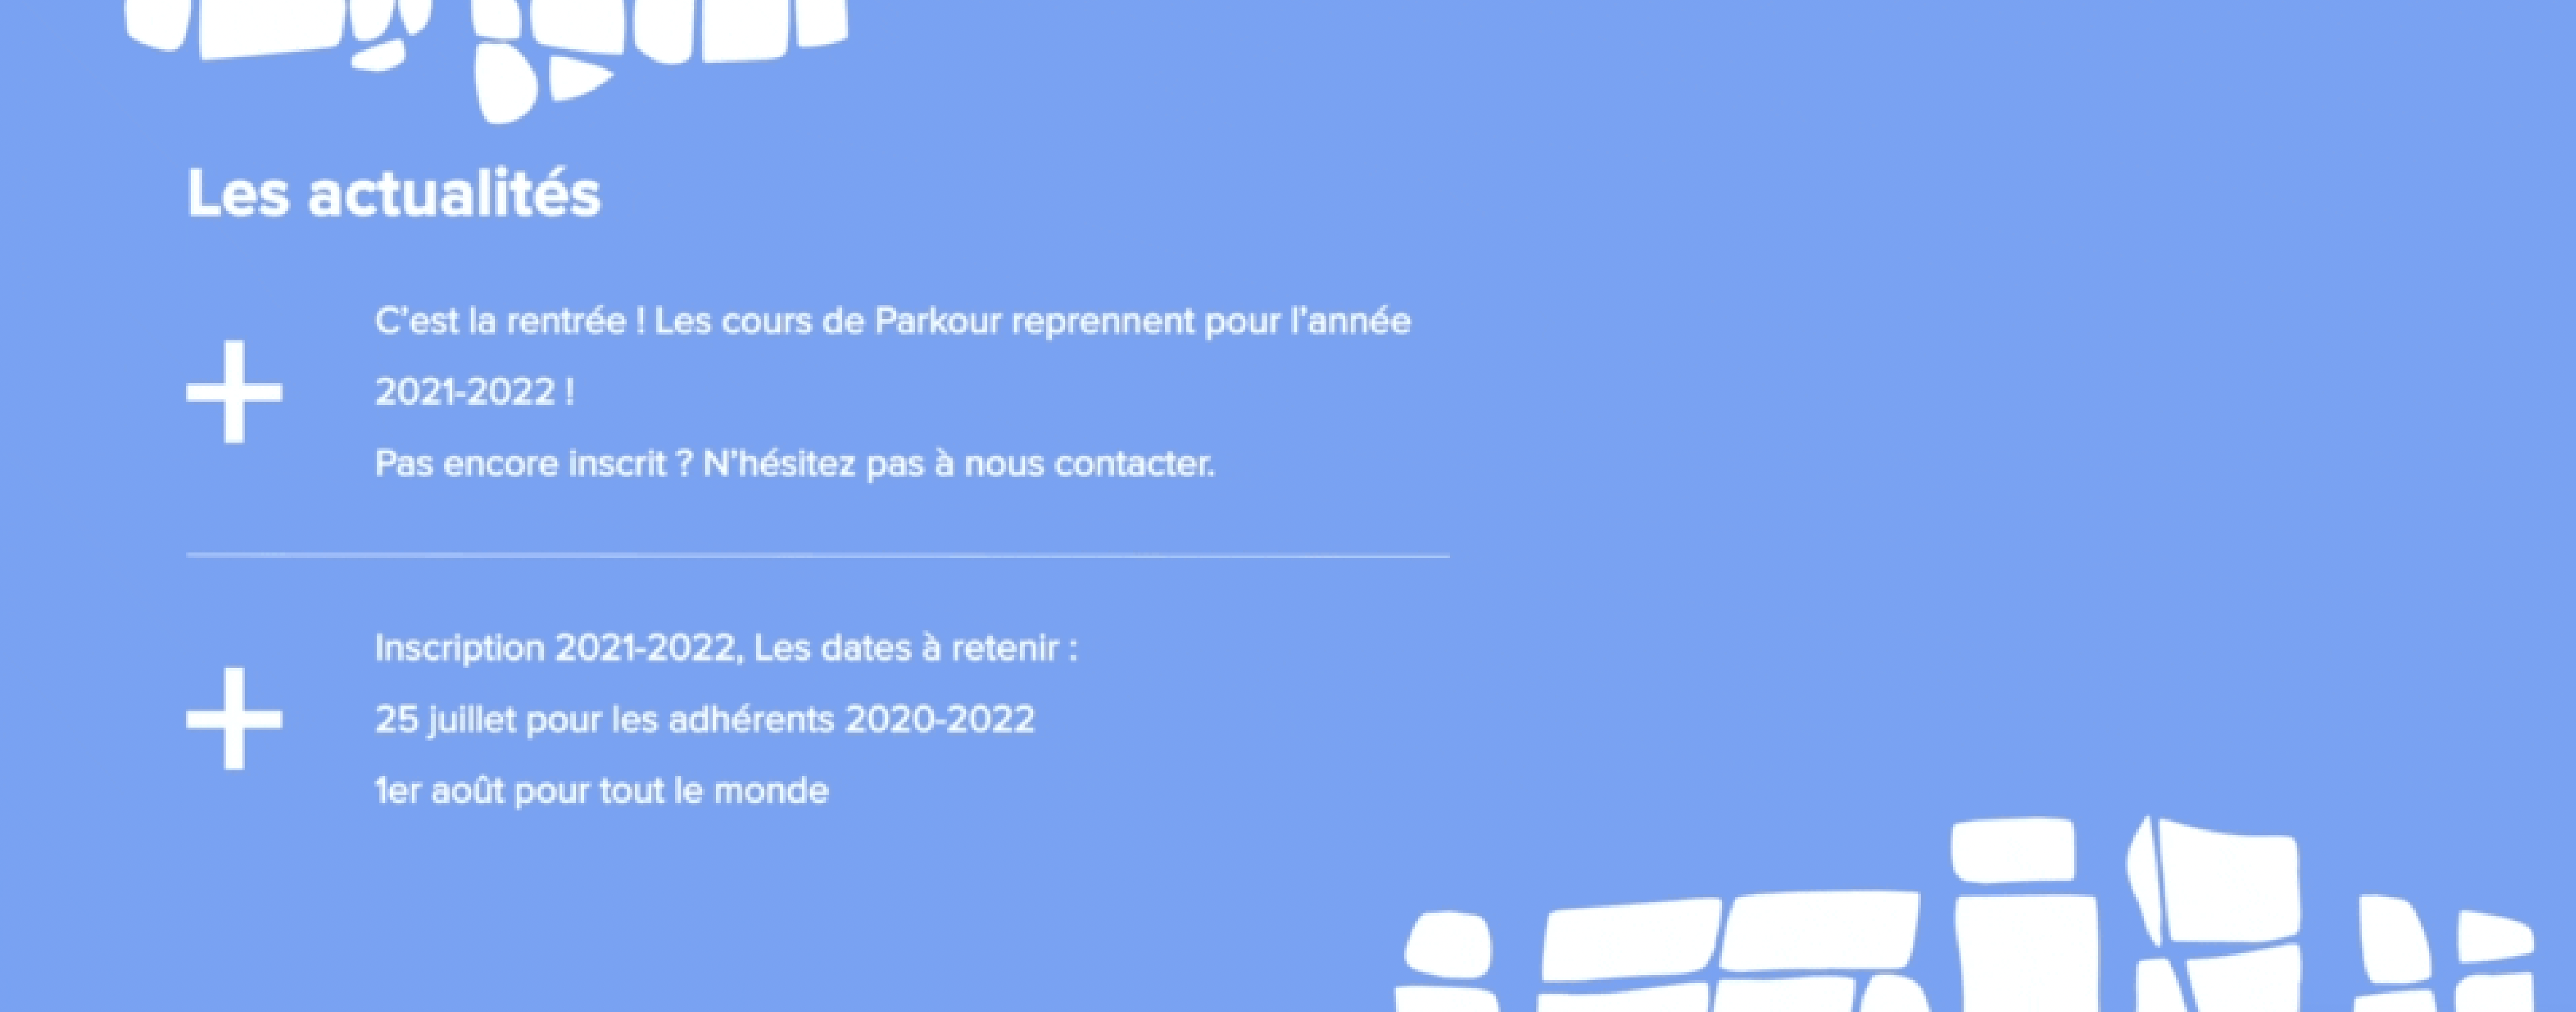 Les actualités
C’est la rentrée ! Les cours de Parkour reprennent pour l’année
2021-2022 !
Pas encore inscrit ? N’hésitez pas à nous contacter.
Inscription 2021-2022, Les dates à retenir :
25 juillet pour les adhérents 2020-2022
1er août pour tout le monde